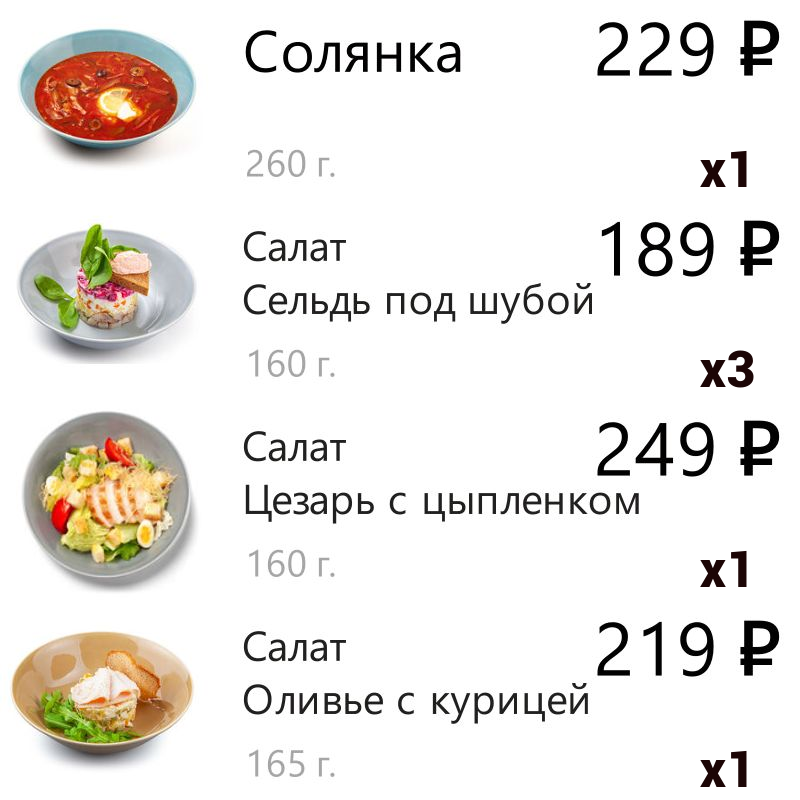 Солянка 229 ₽
260 г. x1
Салат 189 ₽
Сельдь под шубой
160 г. x3
Салат 249 ₽
Цезарь с цыпленком
160 г. x1
Салат 219 ₽
Оливье с курицей
165 г. x1